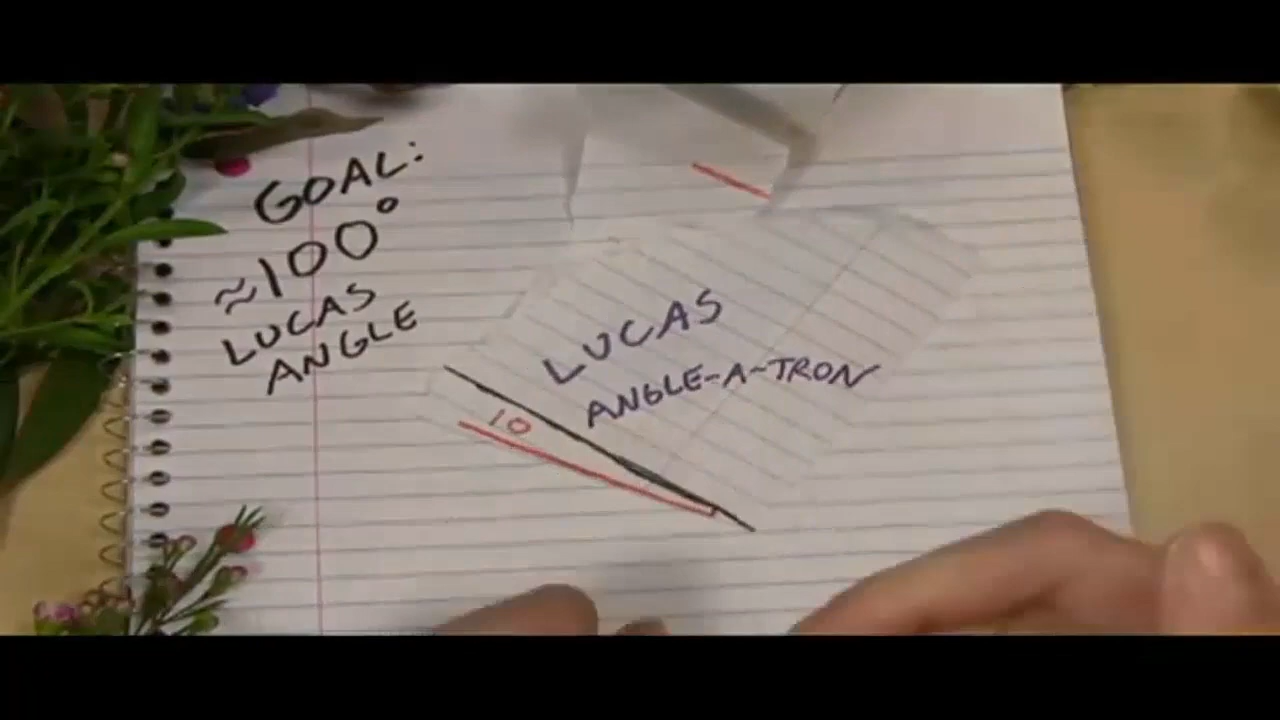 GOAL:
≈100°
LUCAS
ANGLE
LUCAS
ANGLE-A-TRON
10